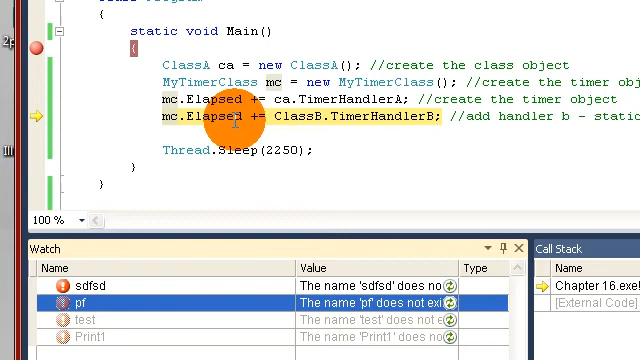 {
static void Main()
{
ClassA ca = new ClassA(); //create the class object
MyTimerClass mc = new MyTimerClass(); //create the timer ob
mc.Elapsed += ca.TimerHandlerA; //create the timer object
mc.Elapsed += ClassB.TimerHandlerB; //add handler b - static
Thread.Sleep(2250);
}
}
100 %
Watch
Call Stack
Name Value Type
Name
sdfsd The name 'sdfsd' does no
Chapter 16.exe!
pf The name 'pf' does not exi
[External Code]
test The name 'test' does not
Print1 The name 'Print1' does not